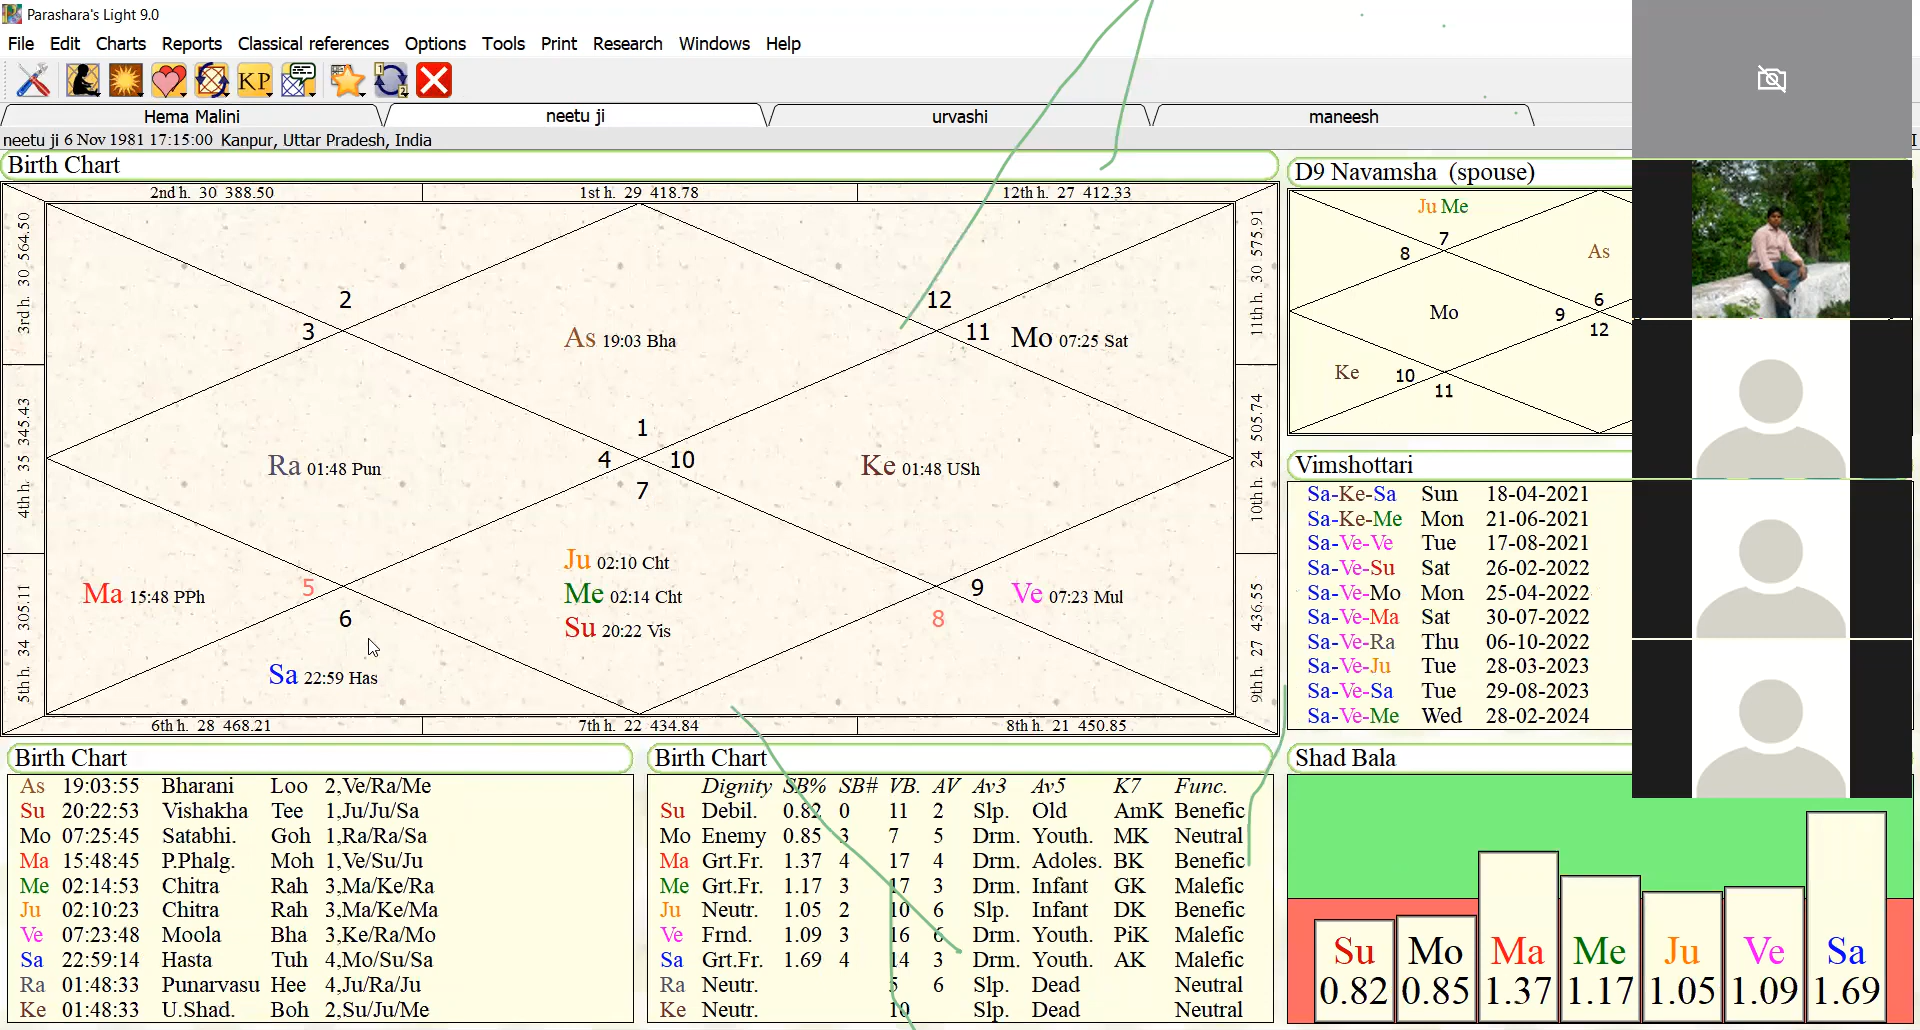 Parashara's Light 9.0
File Edit Charts Reports Classical references Options Tools Print Research Windows Help
KP
Hema Malini neetu ji urvashi maneesh
neetu ji 6 Nov 1981 17:15:00 Kanpur, Uttar Pradesh, India
Birth Chart
2nd h. 30 388.50 1st h. 29 418.78 12th h. 27 412.33
3rd h. 30 564.50
4th h. 35 345.43
5th h. 34 305.11
11th h. 30 575.91
10th h. 24 505.74
9th h. 27 436.55
2 12
3 As 19:03 Bha 11 Mo 07:25 Sat
1
Ra 01:48 Pun 4 10 Ke 01:48 USh
7
Ju 02:10 Cht
Ma 15:48 PPh 5 Me 02:14 Cht 9 Ve 07:23 Mul
6 Su 20:22 Vis 8
Sa 22:59 Has
6th h. 28 468.21 7th h. 22 434.84 8th h. 21 450.85
D9 Navamsha (spouse)
Ju Me
7
8 As
6
Mo 9
12
Ke 10
11
Vimshottari
Sa-Ke-Sa Sun 18-04-2021
Sa-Ke-Me Mon 21-06-2021
Sa-Ve-Ve Tue 17-08-2021
Sa-Ve-Su Sat 26-02-2022
Sa-Ve-Mo Mon 25-04-2022
Sa-Ve-Ma Sat 30-07-2022
Sa-Ve-Ra Thu 06-10-2022
Sa-Ve-Ju Tue 28-03-2023
Sa-Ve-Sa Tue 29-08-2023
Sa-Ve-Me Wed 28-02-2024
Birth Chart
As 19:03:55 Bharani Loo 2,Ve/Ra/Me
Su 20:22:53 Vishakha Tee 1,Ju/Ju/Sa
Mo 07:25:45 Satabhi. Goh 1,Ra/Ra/Sa
Ma 15:48:45 P.Phalg. Moh 1,Ve/Su/Ju
Me 02:14:53 Chitra Rah 3,Ma/Ke/Ra
Ju 02:10:23 Chitra Rah 3,Ma/Ke/Ma
Ve 07:23:48 Moola Bha 3,Ke/Ra/Mo
Sa 22:59:14 Hasta Tuh 4,Mo/Su/Sa
Ra 01:48:33 Punarvasu Hee 4,Ju/Ra/Ju
Ke 01:48:33 U.Shad. Boh 2,Su/Ju/Me
Birth Chart
Dignity SB% SB# VB. AV Av3 Av5 K7 Func.
Su Debil. 0.82 0 11 2 Slp. Old AmK Benefic
Mo Enemy 0.85 3 7 5 Drm. Youth. MK Neutral
Ma Grt.Fr. 1.37 4 17 4 Drm. Adoles. BK Benefic
Me Grt.Fr. 1.17 3 17 3 Drm. Infant GK Malefic
Ju Neutr. 1.05 2 10 6 Slp. Infant DK Benefic
Ve Frnd. 1.09 3 16 6 Drm. Youth. PiK Malefic
Sa Grt.Fr. 1.69 4 14 3 Drm. Youth. AK Malefic
Ra Neutr. 5 6 Slp. Dead Neutral
Ke Neutr. 10 Slp. Dead Neutral
Shad Bala
Su Mo Ma Me Ju Ve Sa
0.82 0.85 1.37 1.17 1.05 1.09 1.69